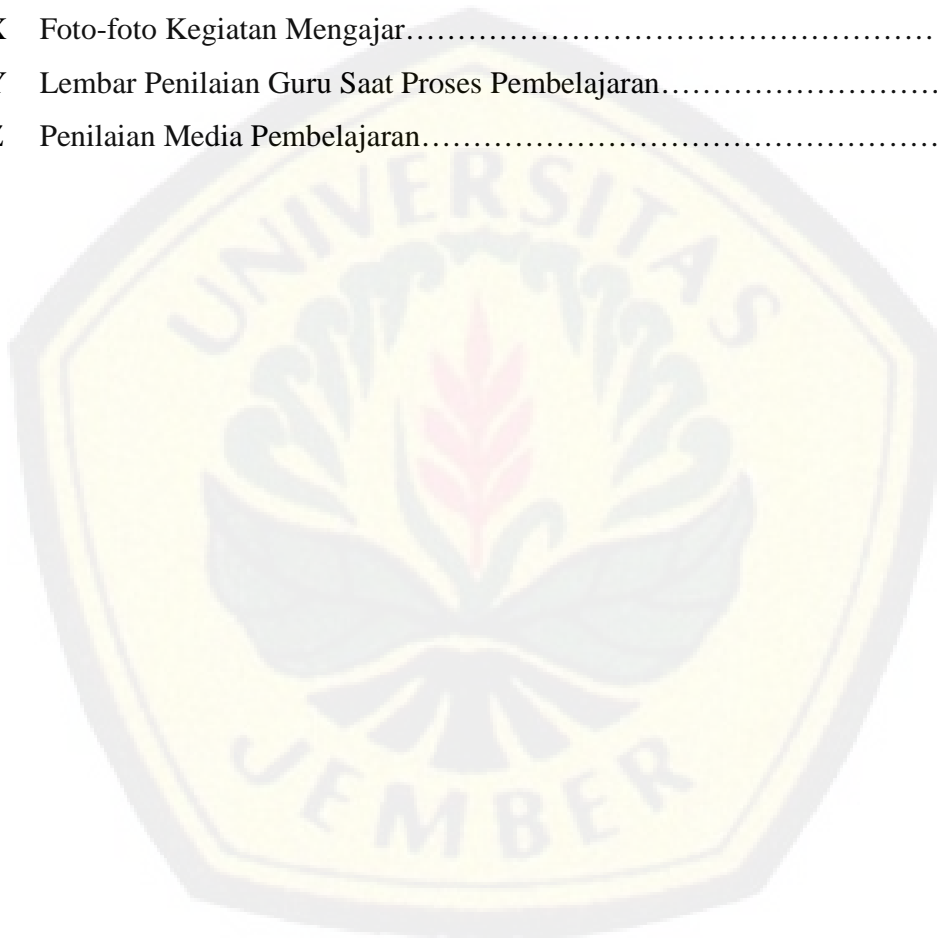 X Foto-foto Kegiatan Mengajar……………………………………………
Y Lembar Penilaian Guru Saat Proses Pembelajaran………………………
Z Penilaian Media Pembelajaran……………………………………………
UNIVERSITAS
JEMBER